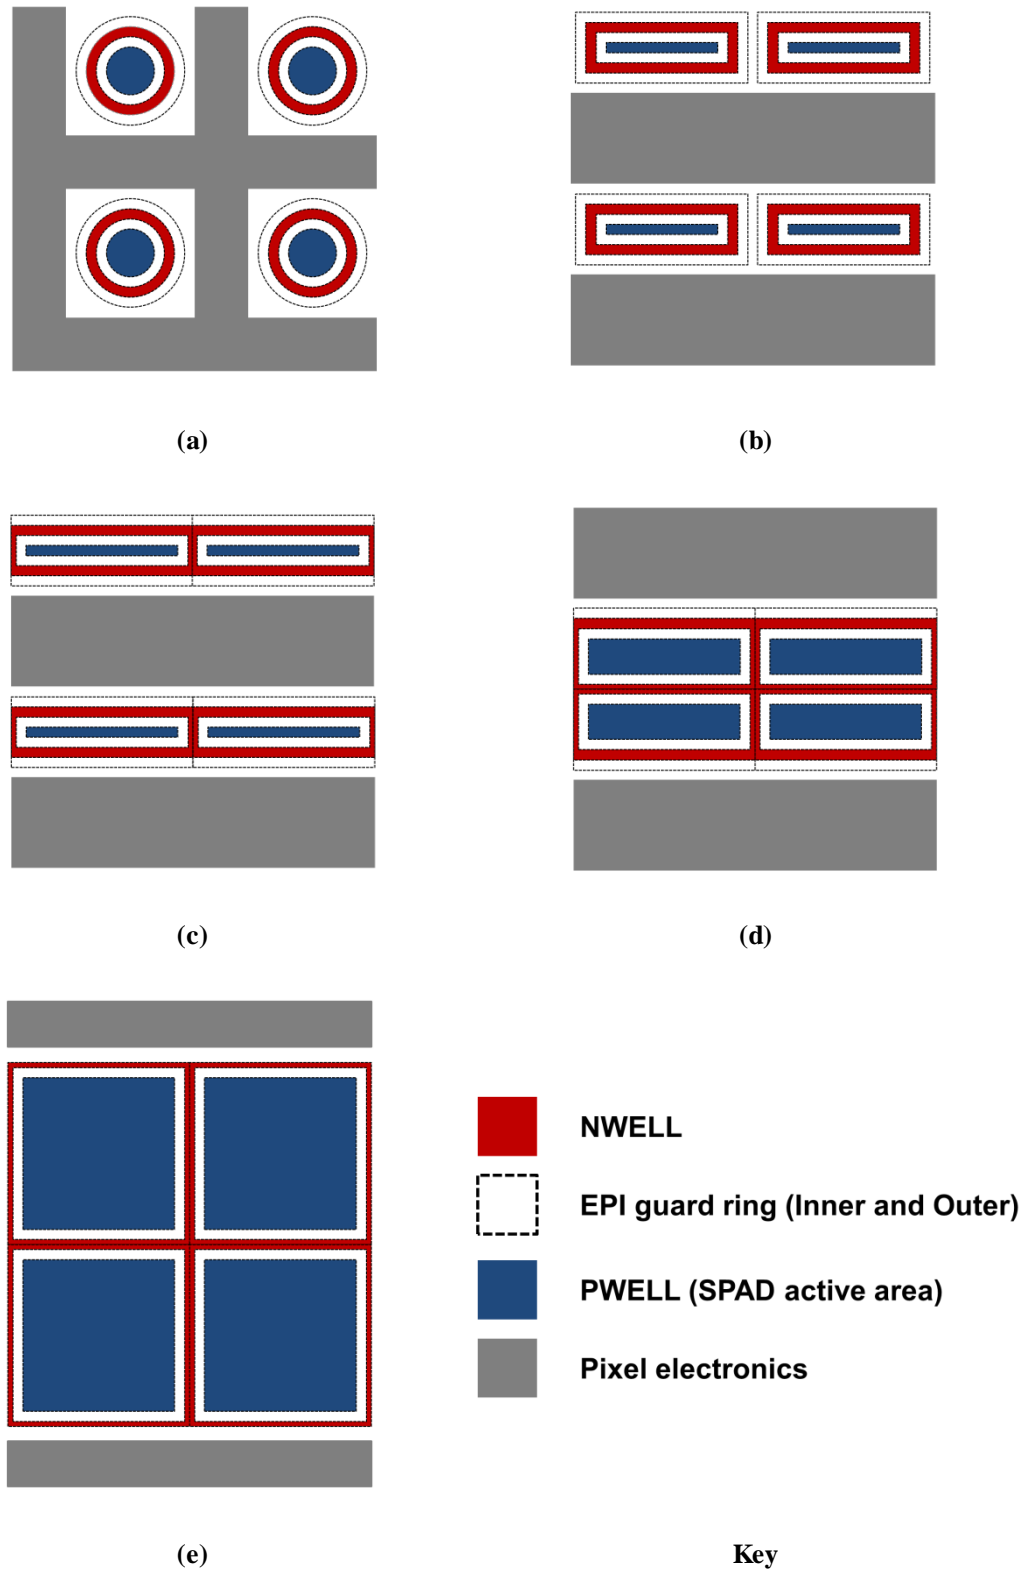 (a)
(b)
(c)
(d)
NWELL
EPI guard ring (Inner and Outer)
PWELL (SPAD active area)
Pixel electronics
(e)
Key